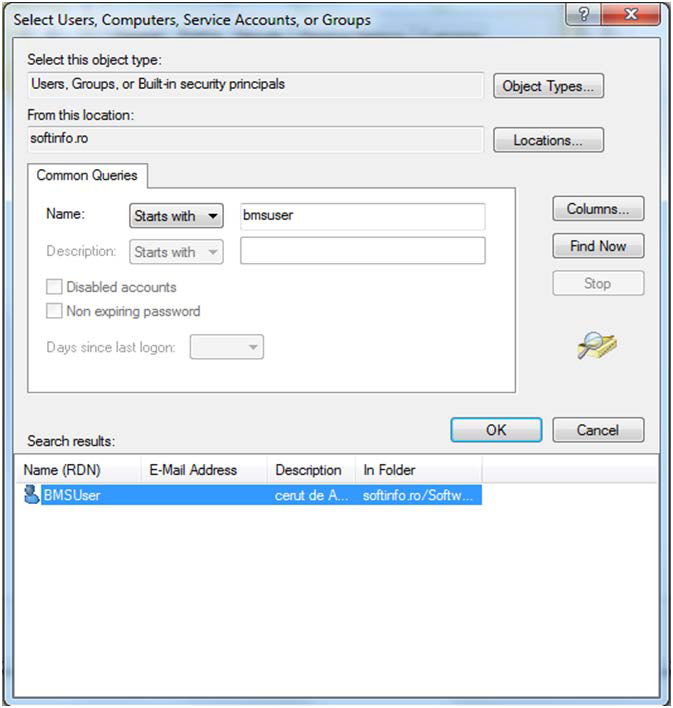 Select Users, Computers, Service Accounts, or Groups
Select this object type:
Users, Groups, or Built-in security principals
Object Types...
From this location:
softinfo.ro
Locations...
Common Queries
Name:
Starts with
bmsuser
Columns...
Description:
Starts with
Find Now
Disabled accounts
Stop
Non expiring password
Days since last logon:
OK
Cancel
Search results:
Name (RDN) E-Mail Address Description In Folder
BMSUser cerut de A... softinfo.ro/Softw...